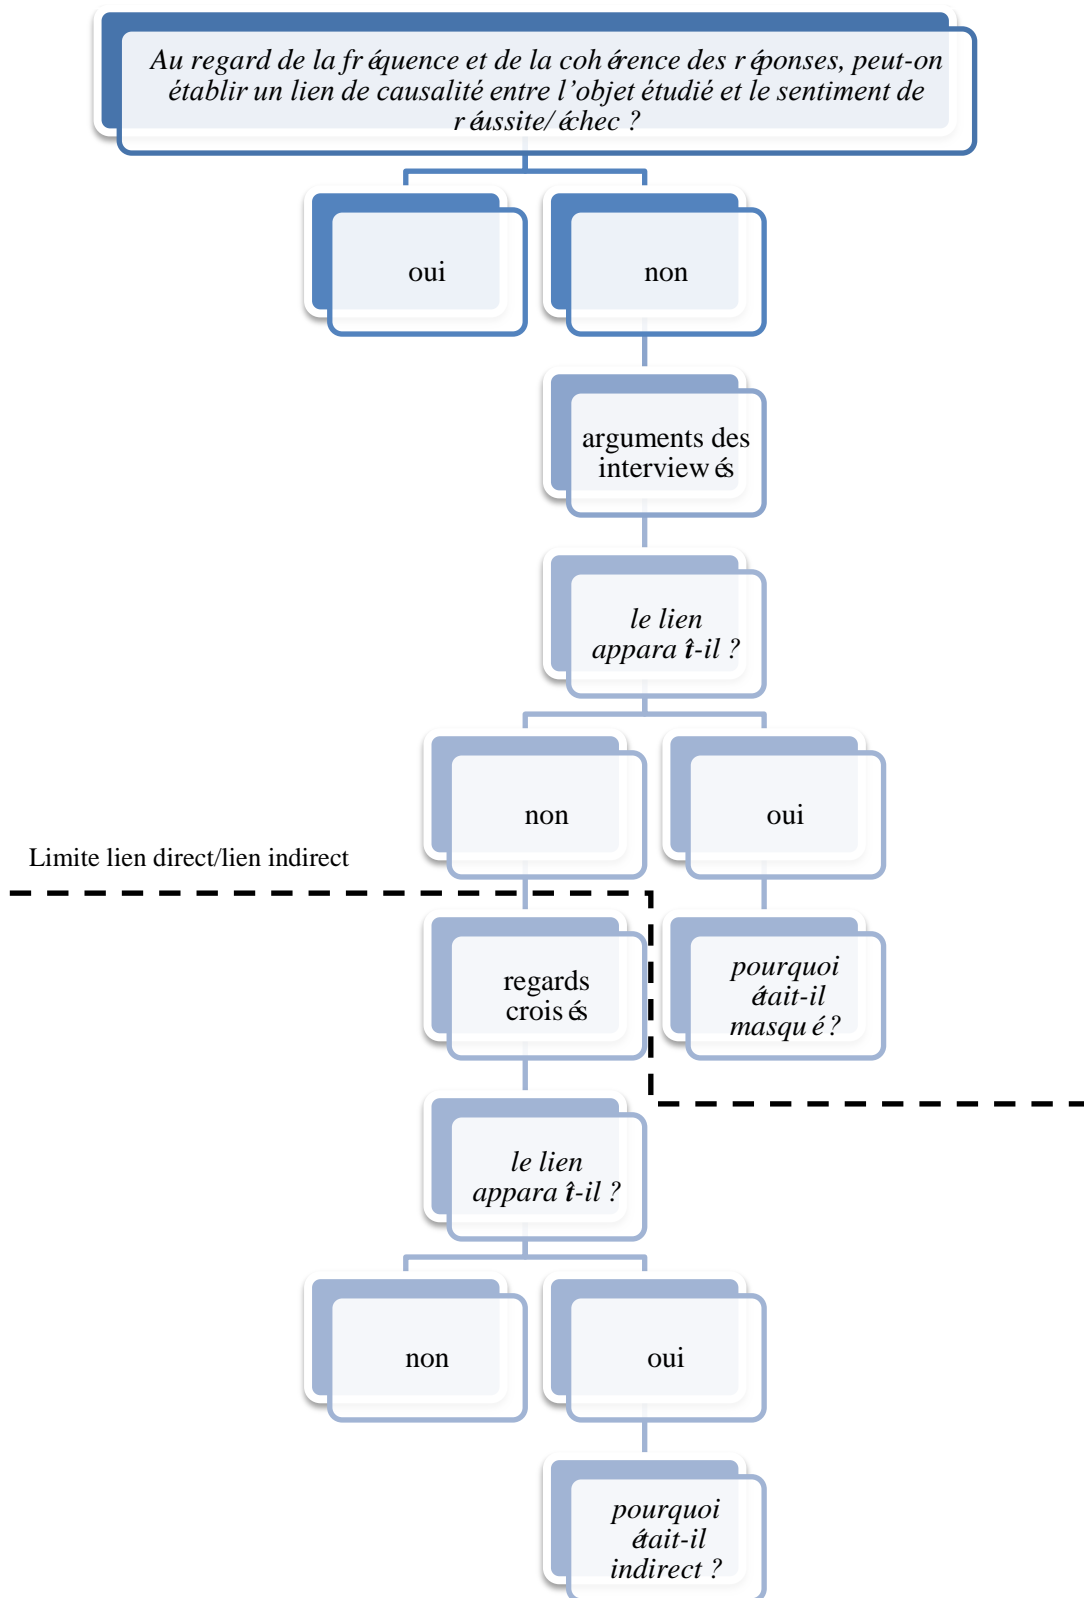 Au regard de la fréquence et de la cohérence des réponses, peut-on
établir un lien de causalité entre l’objet étudié et le sentiment de
réussite/échec ?
oui
non
arguments des
interviewés
le lien
apparaît-il ?
non
oui
Limite lien direct/lien indirect
regards
croisés
pourquoi
était-il
masqué ?
le lien
apparaît-il ?
non
oui
pourquoi
était-il
indirect ?